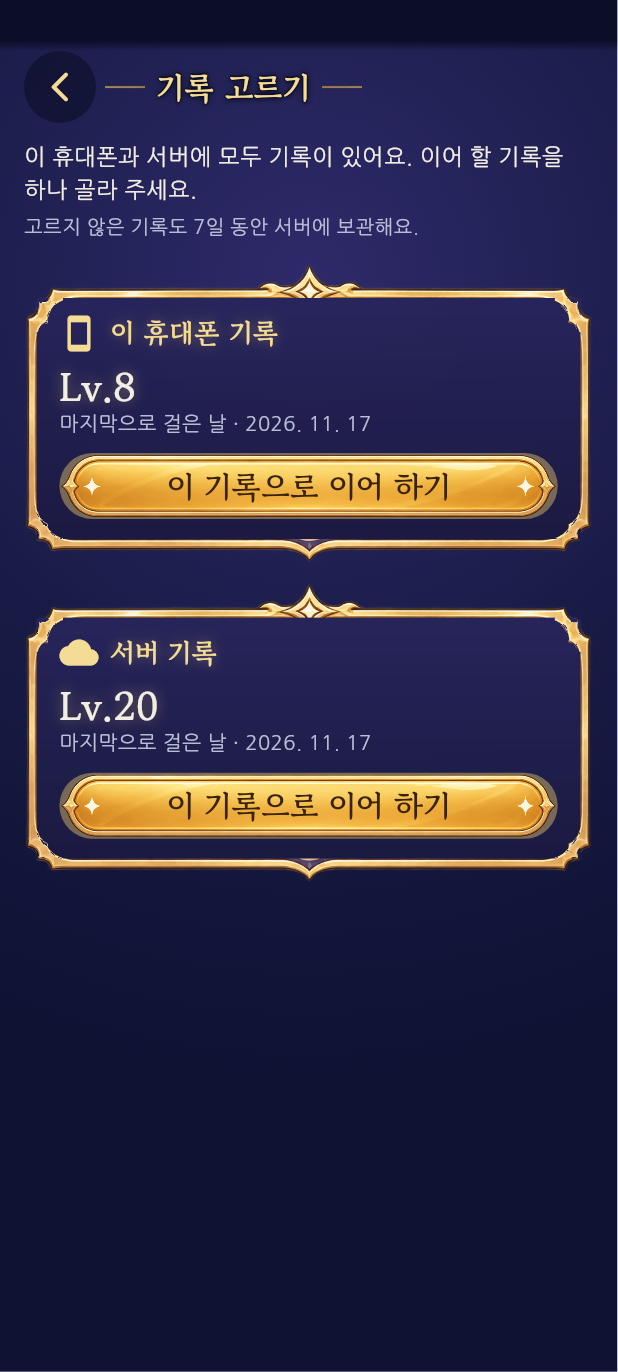 기록 고르기
이 휴대폰과 서버에 모두 기록이 있어요. 이어 할 기록을
하나 골라 주세요.
고르지 않은 기록도 7일 동안 서버에 보관해요.
이 휴대폰 기록
Lv.8
마지막으로 걸은 날 · 2026. 11. 17
이 기록으로 이어 하기
서버 기록
Lv.20
마지막으로 걸은 날 · 2026. 11. 17
이 기록으로 이어 하기